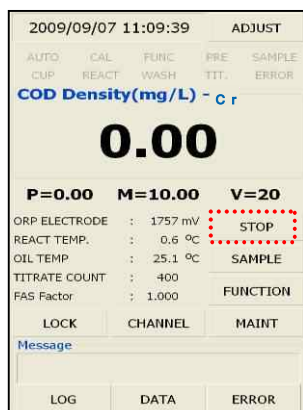 2009/09/07 11:09:39 ADJUST
AUTO CAL FUNC PRE SAMPLE
CUP REACT WASH TIT. ERROR
COD Density(mg/L) - Cr
0.00
P=0.00 M=10.00 V=20
ORP ELECTRODE : 1757 mV STOP
REACT TEMP. : 0.6 ºC
OIL TEMP : 25.1 ºC SAMPLE
TITRATE COUNT : 400
FAS Factor : 1.000 FUNCTION
LOCK CHANNEL MAINT
Message
LOG DATA ERROR